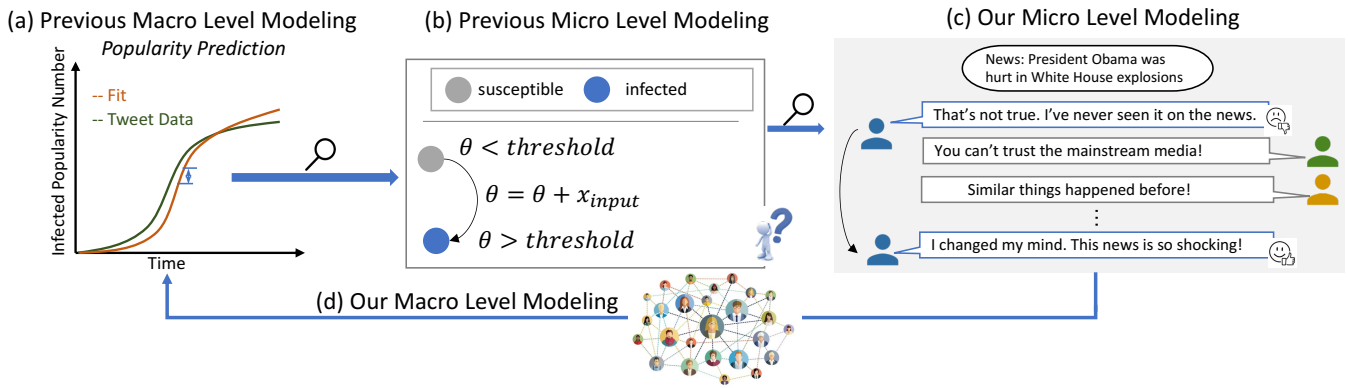 (a) Previous Macro Level Modeling
Popularity Prediction
Infected Popularity Number
-- Fit
-- Tweet Data
Time
(b) Previous Micro Level Modeling
susceptible
infected
θ < threshold
θ = θ + x_input
θ > threshold
?
(c) Our Micro Level Modeling
News: President Obama was
hurt in White House explosions
That's not true. I've never seen it on the news.
You can't trust the mainstream media!
Similar things happened before!
⋮
I changed my mind. This news is so shocking!
(d) Our Macro Level Modeling